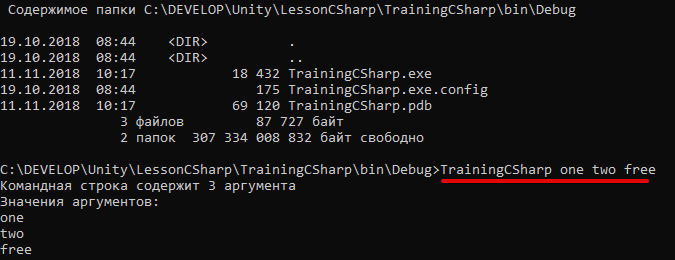 Содержимое папки C:\DEVELOP\Unity\LessonCSharp\TrainingCSharp\bin\Debug
19.10.2018  08:44    <DIR>          .
19.10.2018  08:44    <DIR>          ..
11.11.2018  10:17            18 432 TrainingCSharp.exe
19.10.2018  08:44               175 TrainingCSharp.exe.config
11.11.2018  10:17            69 120 TrainingCSharp.pdb
3 файлов         87 727 байт
2 папок  307 334 008 832 байт свободно
C:\DEVELOP\Unity\LessonCSharp\TrainingCSharp\bin\Debug>TrainingCSharp one two free
Командная строка содержит 3 аргумента
Значения аргументов:
one
two
free